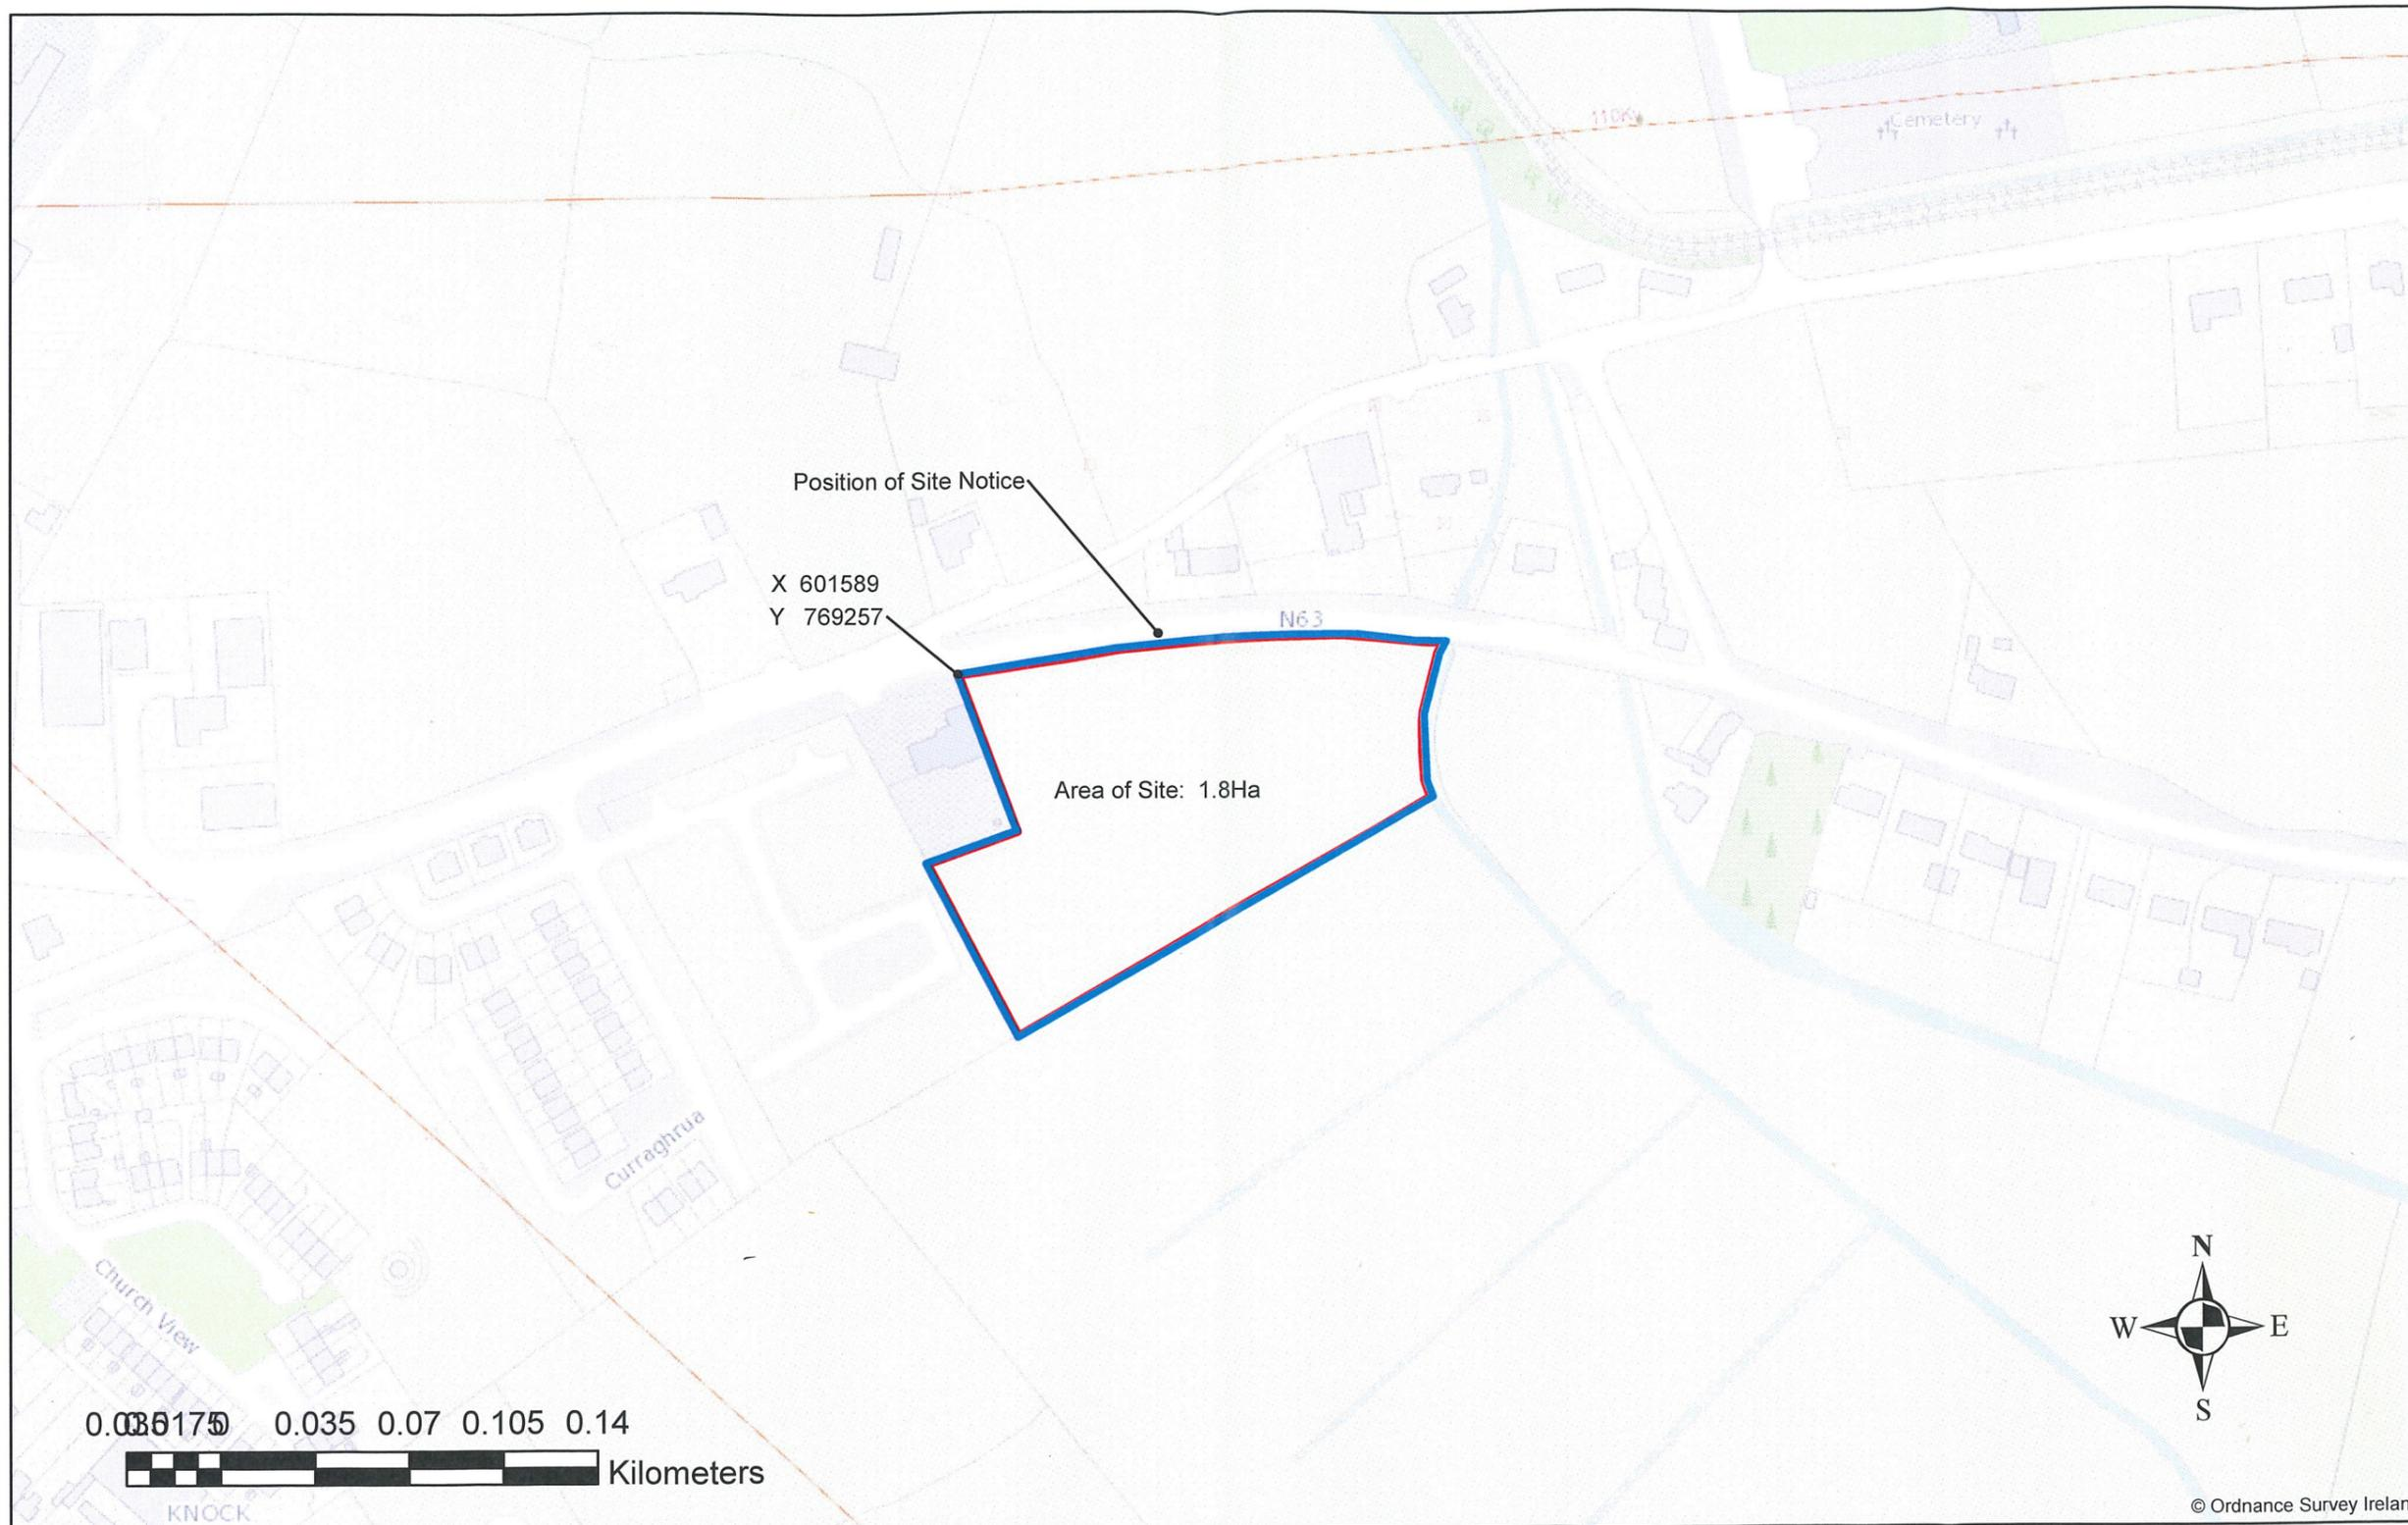 110Kv
Cemetery
Position of Site Notice
X 601589
Y 769257
N63
Area of Site: 1.8Ha
Curraghrua
Church View
N
W E
S
0.035 0.07 0.105 0.14
Kilometers
KNOCK
© Ordnance Survey Irelan